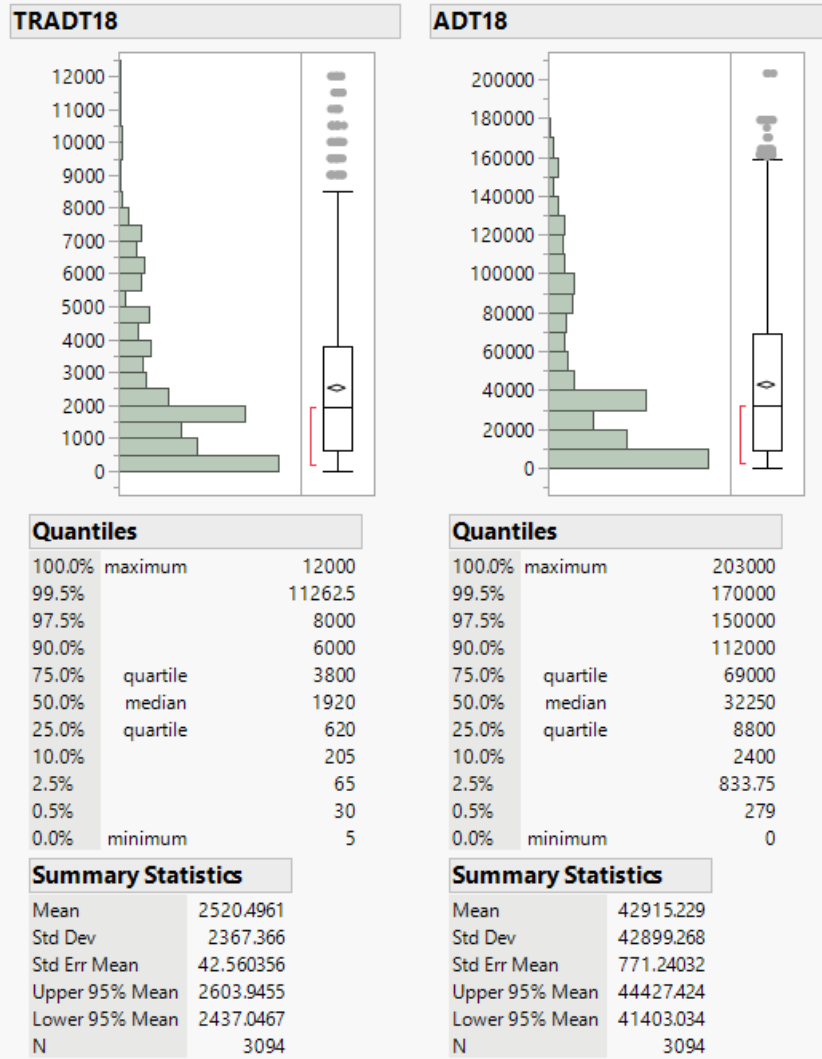 TRADT18
12000
11000
10000
9000
8000
7000
6000
5000
4000
3000
2000
1000
0
Quantiles
100.0% maximum 12000
99.5% 11262.5
97.5% 8000
90.0% 6000
75.0% quartile 3800
50.0% median 1920
25.0% quartile 620
10.0% 205
2.5% 65
0.5% 30
0.0% minimum 5
Summary Statistics
Mean 2520.4961
Std Dev 2367.366
Std Err Mean 42.560356
Upper 95% Mean 2603.9455
Lower 95% Mean 2437.0467
N 3094
ADT18
200000
180000
160000
140000
120000
100000
80000
60000
40000
20000
0
Quantiles
100.0% maximum 203000
99.5% 170000
97.5% 150000
90.0% 112000
75.0% quartile 69000
50.0% median 32250
25.0% quartile 8800
10.0% 2400
2.5% 833.75
0.5% 279
0.0% minimum 0
Summary Statistics
Mean 42915.229
Std Dev 42899.268
Std Err Mean 771.24032
Upper 95% Mean 44427.424
Lower 95% Mean 41403.034
N 3094